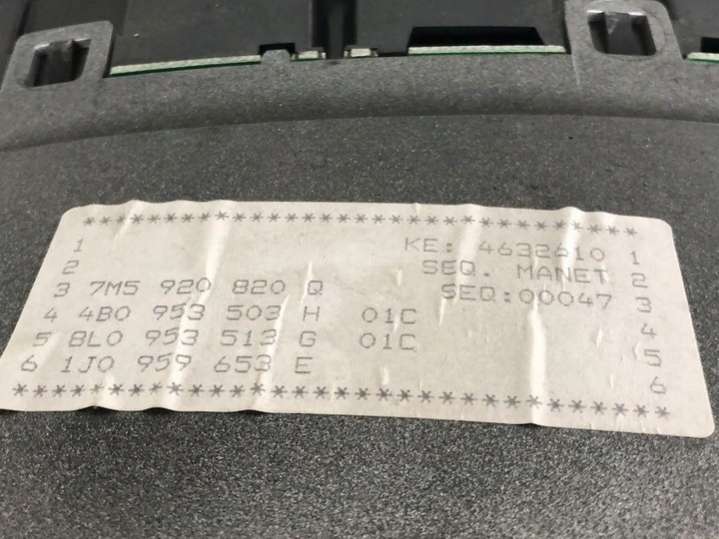 ***********************************
1 KE: 4632610 1
2 SEQ. MANET 2
3 7M5 920 820 Q SEQ:00047 3
4 4B0 953 503 H 01C 4
5 8L0 953 513 G 01C 5
6 1J0 959 653 E 6
***********************************